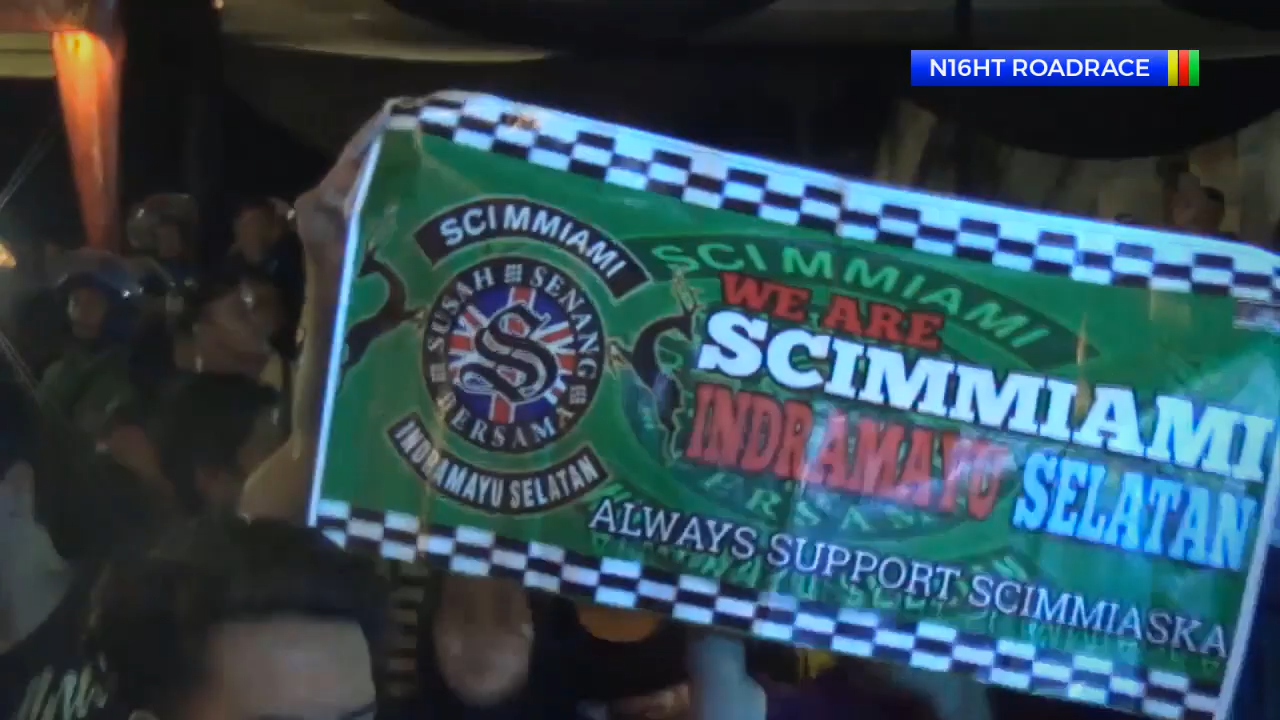 N16HT ROADRACE
SCIMMIAMI
SUSAH SENANG
BERSAMA
S
INDRAMAYU SELATAN
SCIMMIAMI
WE ARE
SCIMMIAMI
INDRAMAYU SELATAN
ALWAYS SUPPORT SCIMMIASKA